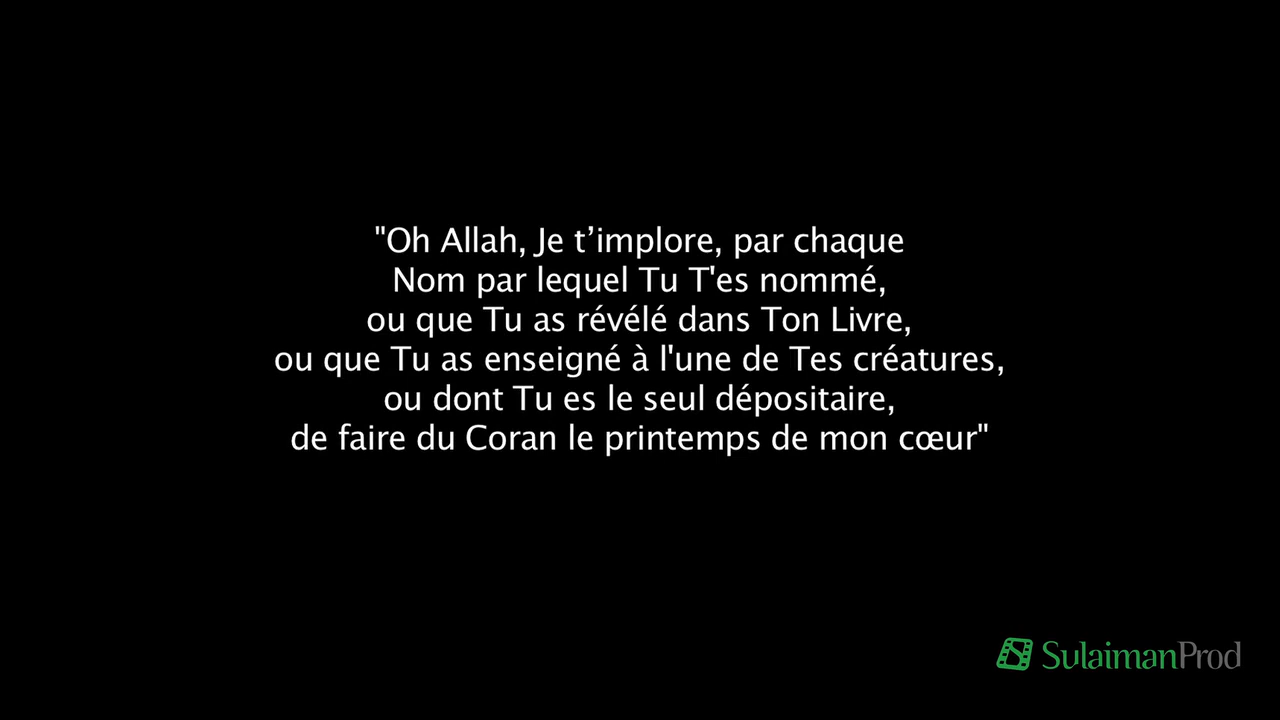 "Oh Allah, Je t’implore, par chaque
Nom par lequel Tu T'es nommé,
ou que Tu as révélé dans Ton Livre,
ou que Tu as enseigné à l'une de Tes créatures,
ou dont Tu es le seul dépositaire,
de faire du Coran le printemps de mon cœur"
SulaimanProd